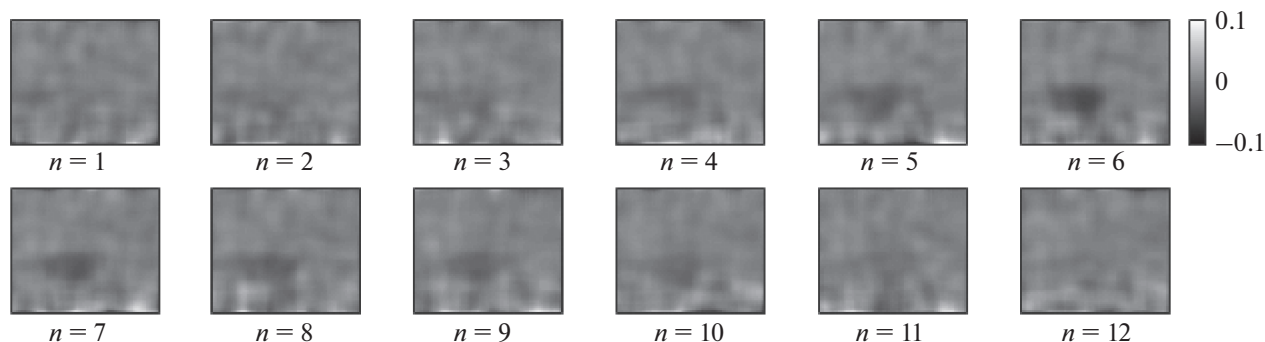 0.1
0
−0.1
n = 1 n = 2 n = 3 n = 4 n = 5 n = 6
n = 7 n = 8 n = 9 n = 10 n = 11 n = 12